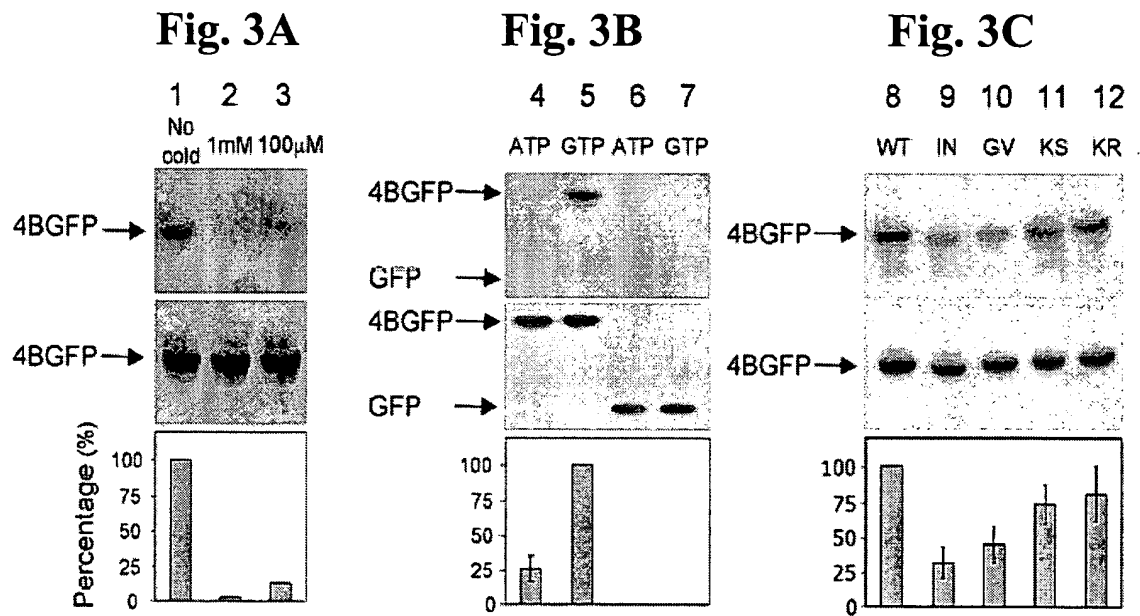 Fig. 3A
Fig. 3B
Fig. 3C
1 2 3
4 5 6 7
8 9 10 11 12
No cold 1mM 100μM
ATP GTP ATP GTP
WT IN GV KS KR
4BGFP
4BGFP
GFP
4BGFP
4BGFP
4BGFP
GFP
4BGFP
Percentage (%)
100
75
50
25
0
100
75
50
25
0
100
75
50
25
0